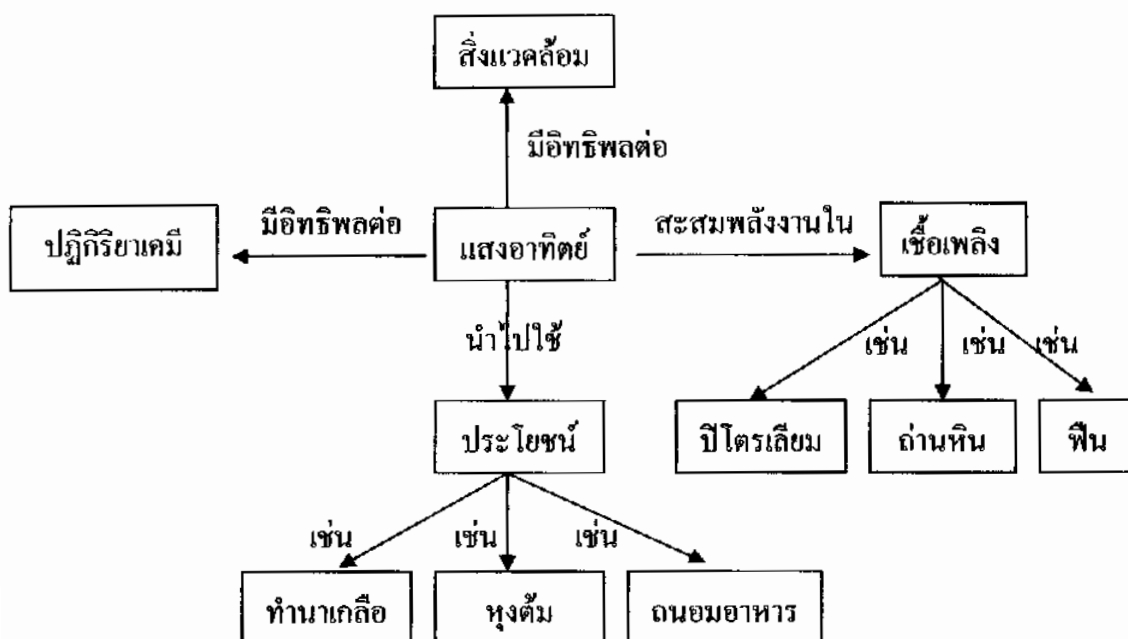 สิ่งแวดล้อม
มีอิทธิพลต่อ
ปฏิกิริยาเคมี
มีอิทธิพลต่อ
แสงอาทิตย์
สะสมพลังงานใน
เชื้อเพลิง
นำไปใช้
เช่น
เช่น
เช่น
ประโยชน์
ปิโตรเลียม
ถ่านหิน
ฟืน
เช่น
เช่น
เช่น
ทำนาเกลือ
หุงต้ม
ถนอมอาหาร